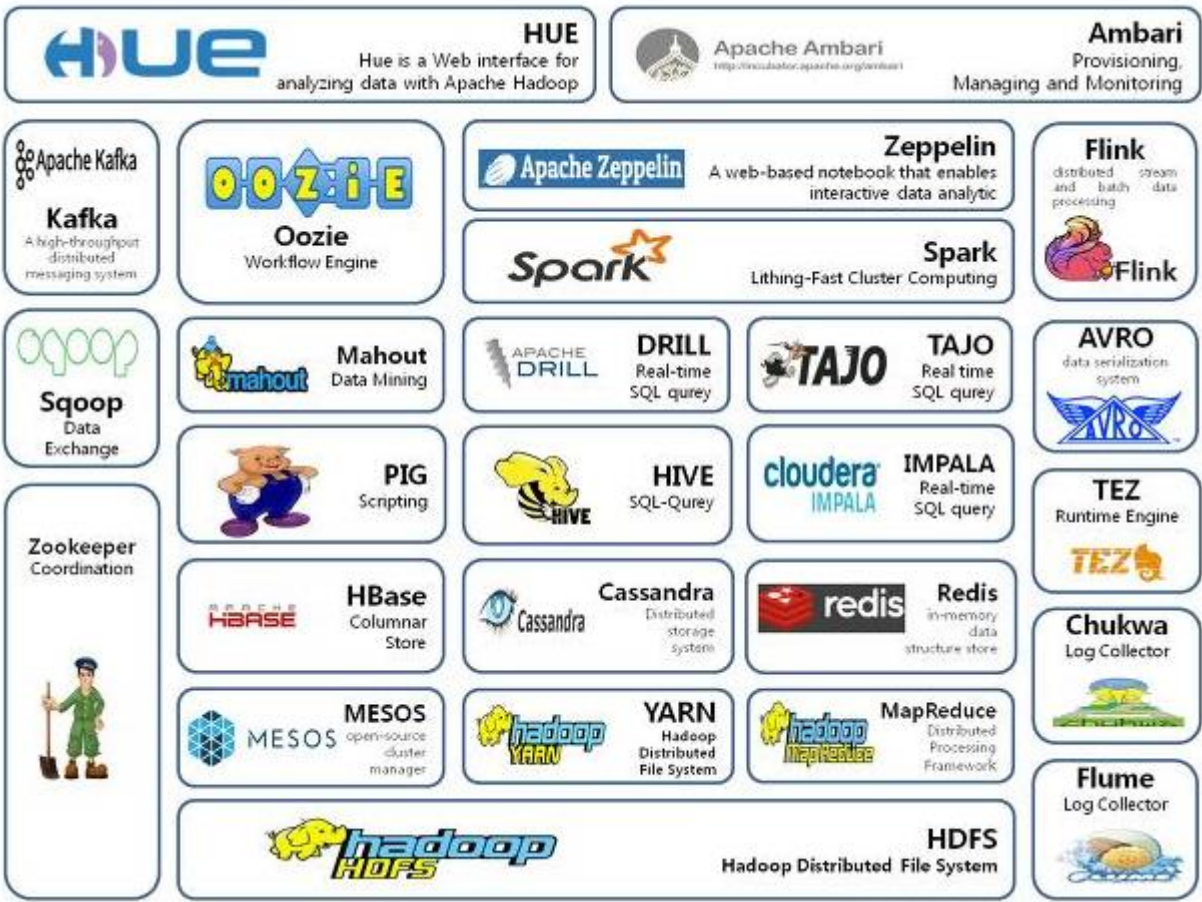 HUE
HUE
Hue is a Web interface for
analyzing data with Apache Hadoop
Apache Ambari
http://incubator.apache.org/ambari
Ambari
Provisioning,
Managing and Monitoring
Apache Kafka
Kafka
A high-throughput
distributed
messaging system
OOZiE
Oozie
Workflow Engine
Apache Zeppelin
Zeppelin
A web-based notebook that enables
interactive data analytic
Spark
Spark
Lithing-Fast Cluster Computing
Flink
distributed stream
and batch data
processing
Flink
sqoop
Sqoop
Data
Exchange
mahout
Mahout
Data Mining
APACHE
DRILL
DRILL
Real-time
SQL qurey
TAJO
TAJO
Real time
SQL qurey
AVRO
data serialization
system
AVRO
PIG
Scripting
HIVE
HIVE
SQL-Qurey
cloudera
IMPALA
IMPALA
Real-time
SQL query
TEZ
Runtime Engine
TEZ
Zookeeper
Coordination
APACHE
HBASE
HBase
Columnar
Store
Cassandra
Cassandra
Distributed
storage
system
redis
Redis
in-memory
data
structure store
Chukwa
Log Collector
chukwa
MESOS
MESOS
open-source
cluster
manager
hadoop
YARN
YARN
Hadoop
Distributed
File System
hadoop
MapReduce
MapReduce
Distributed
Processing
Framework
Flume
Log Collector
hadoop
HDFS
HDFS
Hadoop Distributed File System